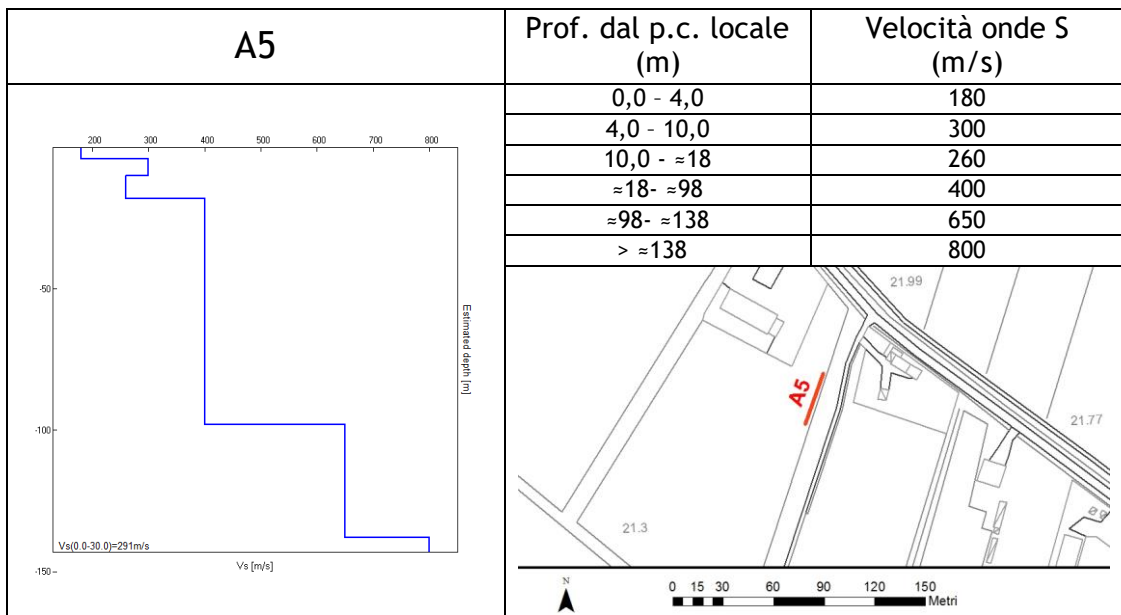 A5
Prof. dal p.c. locale
(m)
Velocità onde S
(m/s)
0,0 – 4,0 180
4,0 – 10,0 300
10,0 - ≈18 260
≈18- ≈98 400
≈98- ≈138 650
> ≈138 800
200 300 400 500 600 700 800
-50
-100
-150
Estimated depth [m]
Vs(0.0-30.0)=291m/s
Vs [m/s]
21.99
A5
21.77
21.3
N
0 15 30 60 90 120 150
Metri